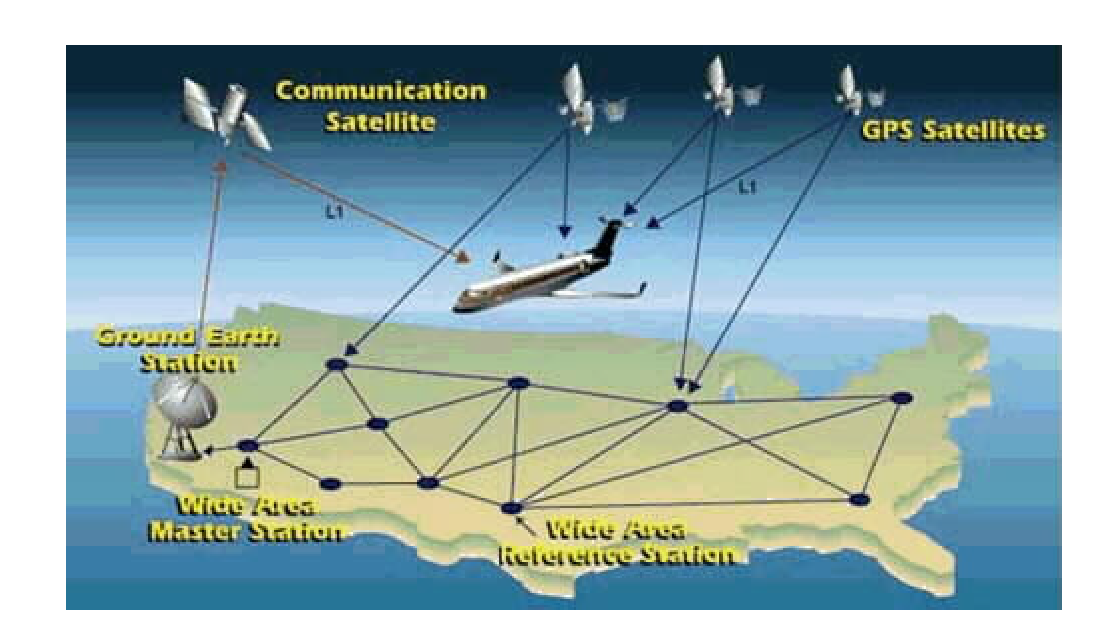 Communication
Satellite
GPS Satellites
L1
L1
Ground Earth
Station
Wide Area
Master Station
Wide Area
Reference Station